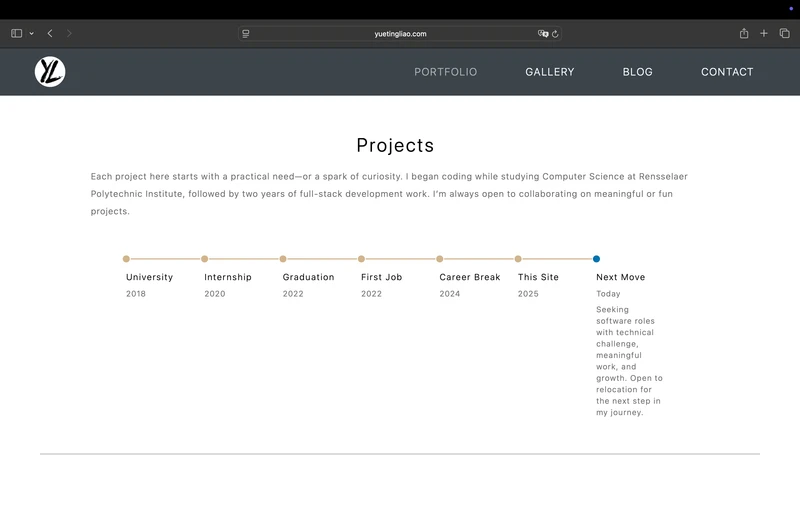 yuetingliao.com
YL
PORTFOLIO GALLERY BLOG CONTACT
Projects
Each project here starts with a practical need—or a spark of curiosity. I began coding while studying Computer Science at Rensselaer
Polytechnic Institute, followed by two years of full-stack development work. I'm always open to collaborating on meaningful or fun
projects.
University Internship Graduation First Job Career Break This Site Next Move
2018 2020 2022 2022 2024 2025 Today
Seeking
software roles
with technical
challenge,
meaningful
work, and
growth. Open to
relocation for
the next step in
my journey.